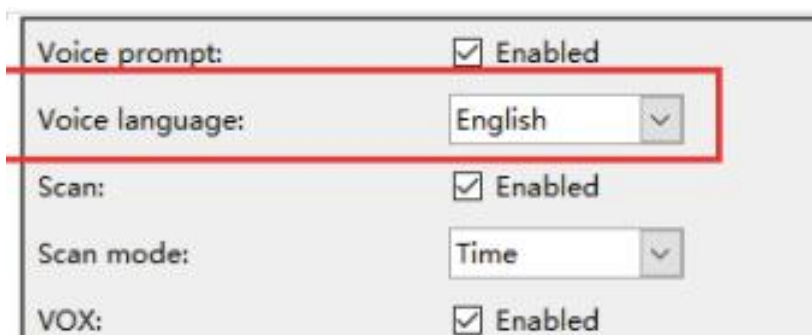 Voice prompt: Enabled
Voice language: English
Scan: Enabled
Scan mode: Time
VOX: Enabled